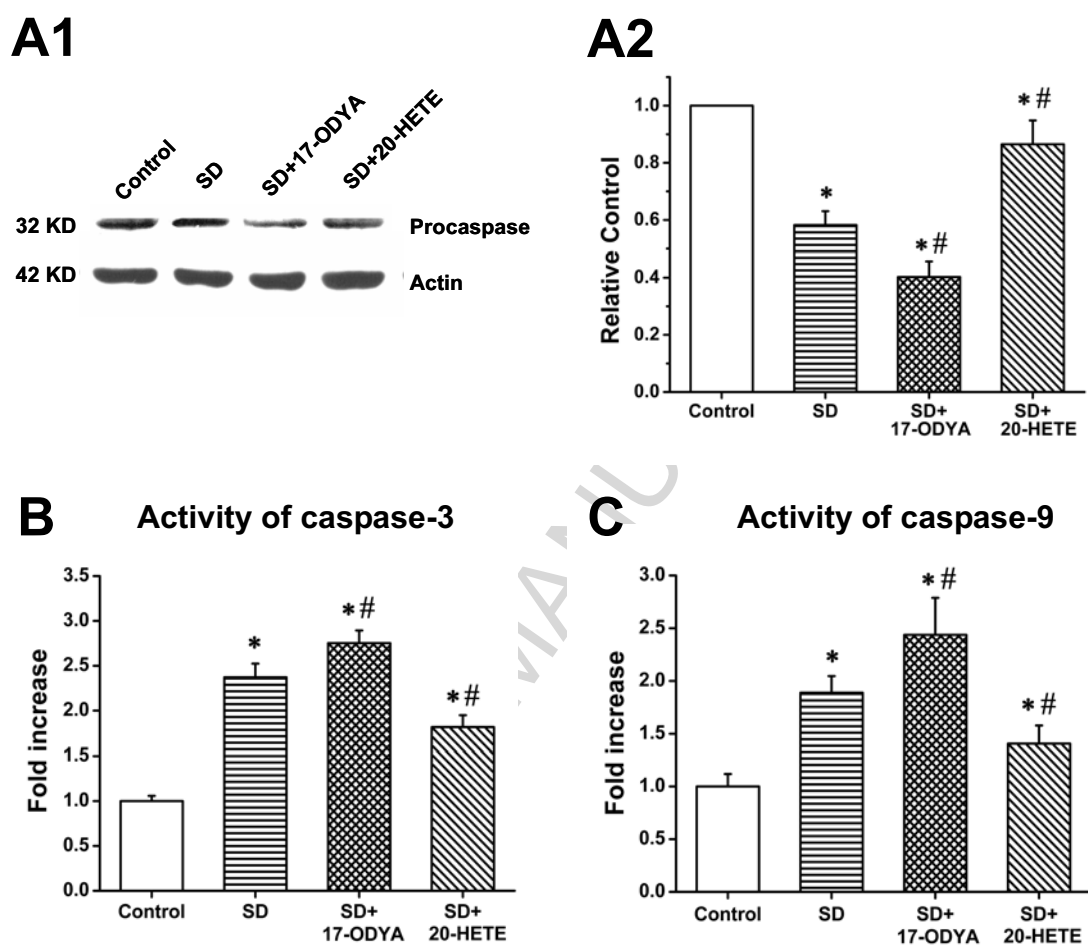 A1
Control
SD
SD+17-ODYA
SD+20-HETE
32 KD
Procaspase
42 KD
Actin
A2
Relative Control
1.0
0.8
0.6
0.4
0.2
0.0
*
*#
*#
Control
SD
SD+
17-ODYA
SD+
20-HETE
B
Activity of caspase-3
Fold increase
3.5
3.0
2.5
2.0
1.5
1.0
0.5
0.0
*
*#
*#
Control
SD
SD+
17-ODYA
SD+
20-HETE
C
Activity of caspase-9
Fold increase
3.0
2.5
2.0
1.5
1.0
0.5
0.0
*
*#
*#
Control
SD
SD+
17-ODYA
SD+
20-HETE